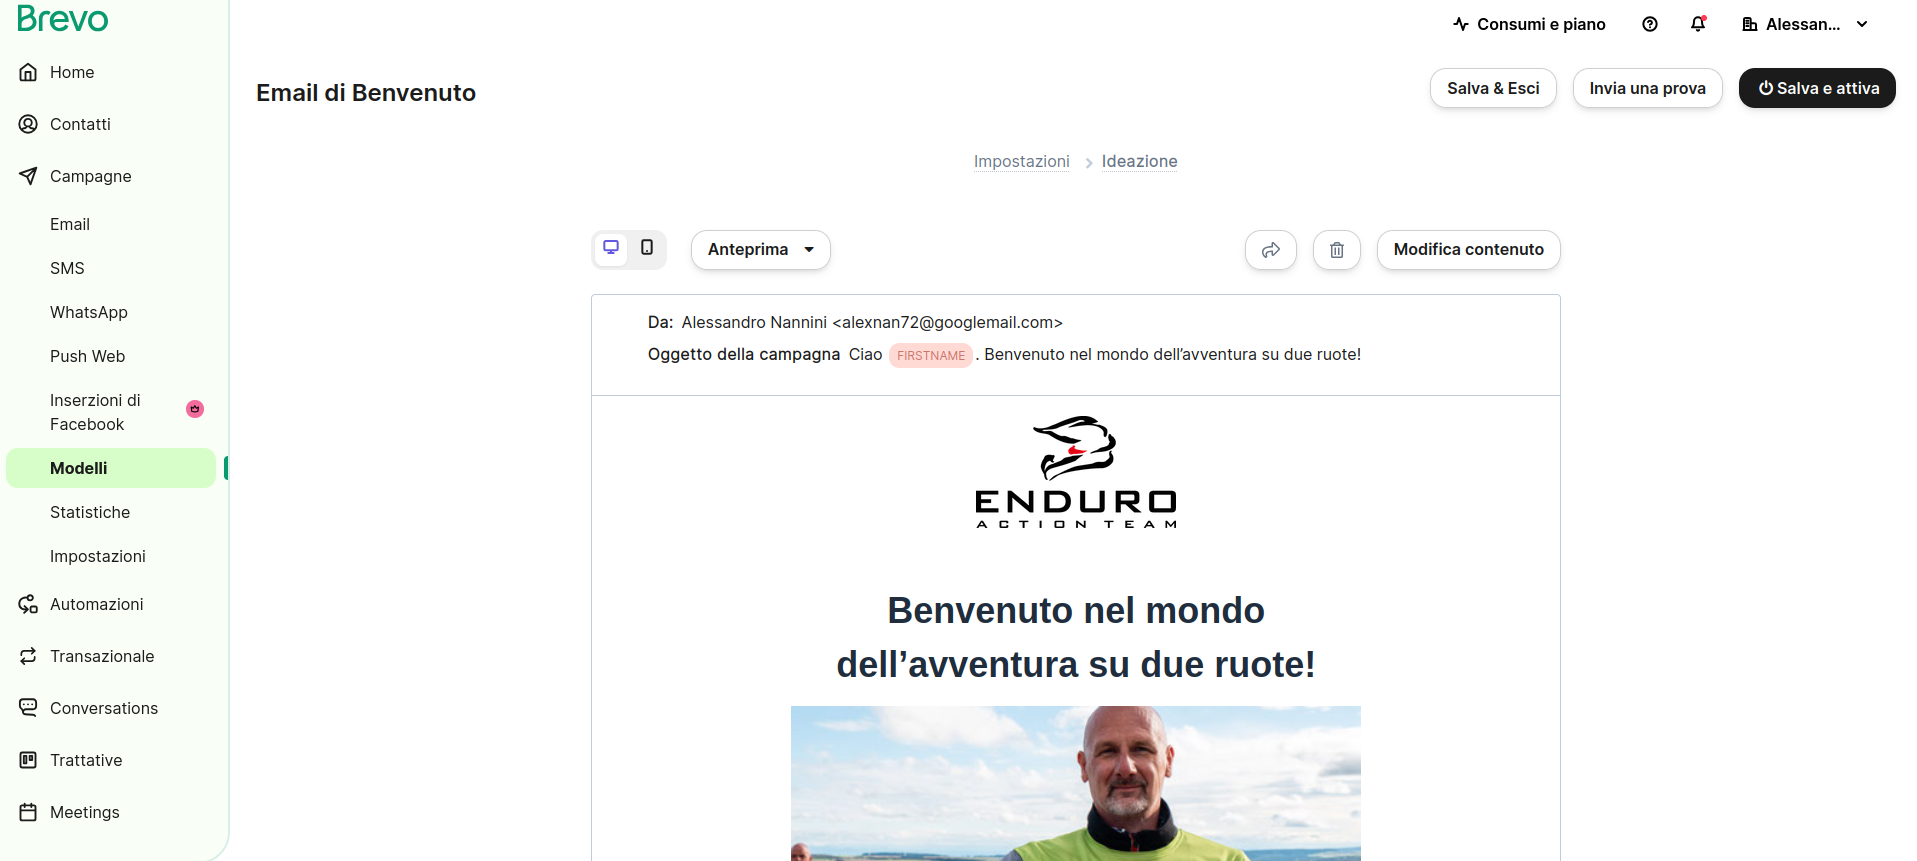 Brevo
Consumi e piano
Alessan...
Home
Contatti
Campagne
Email
SMS
WhatsApp
Push Web
Inserzioni di
Facebook
Modelli
Statistiche
Impostazioni
Automazioni
Transazionale
Conversations
Trattative
Meetings
Email di Benvenuto
Salva & Esci
Invia una prova
Salva e attiva
Impostazioni
Ideazione
Anteprima
Modifica contenuto
Da: Alessandro Nannini <alexnan72@googlemail.com>
Oggetto della campagna Ciao FIRSTNAME . Benvenuto nel mondo dell’avventura su due ruote!
ENDURO
ACTION TEAM
Benvenuto nel mondo
dell’avventura su due ruote!